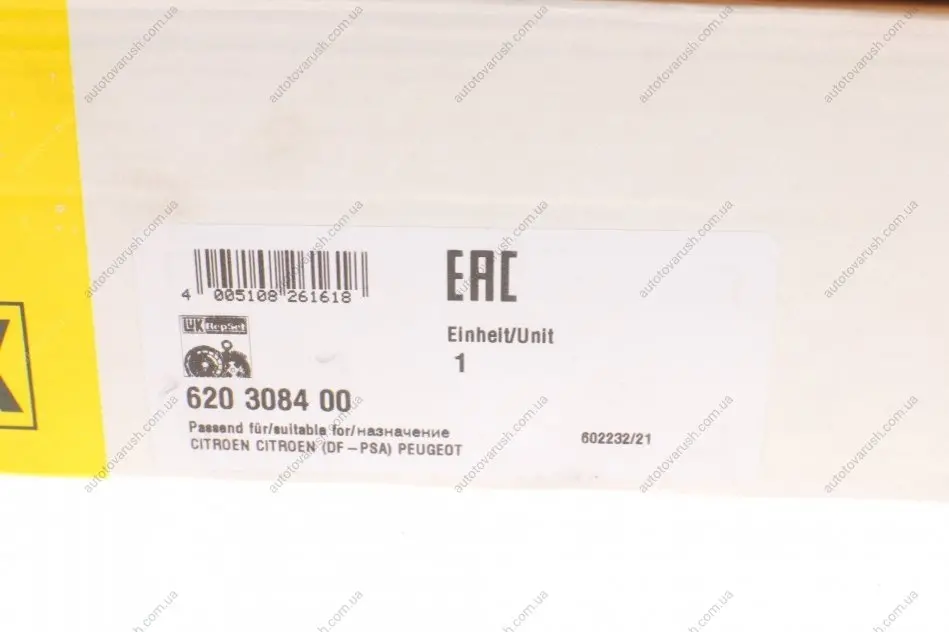 4 005108 261618
EAC
LuK RepSet
Einheit/Unit
1
620 3084 00
Passend für/suitable for/назначение
CITROEN CITROEN (DF-PSA) PEUGEOT
602232/21
K
autotovarush.com.ua